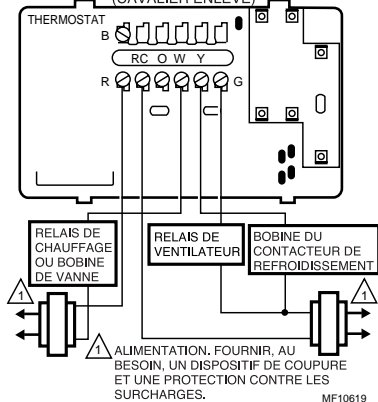 (CAVALIER ENLEVÉ)
THERMOSTAT
B
RC O W Y
R
G
RELAIS DE
CHAUFFAGE
OU BOBINE
DE VANNE
RELAIS DE
VENTILATEUR
BOBINE DU
CONTACTEUR DE
REFROIDISSEMENT
1
1
1 ALIMENTATION. FOURNIR, AU
BESOIN, UN DISPOSITIF DE COUPURE
ET UNE PROTECTION CONTRE LES
SURCHARGES.
MF10619